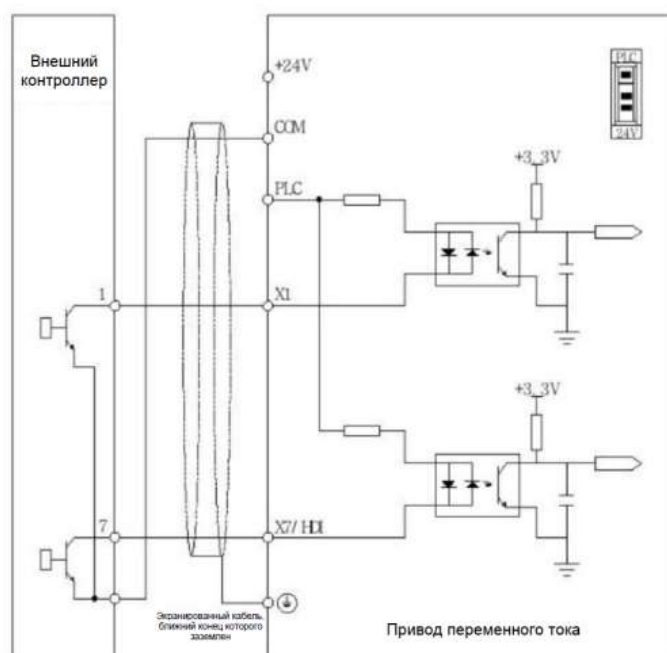 Внешний
контроллер
+24V
COM
PLC
1
X1
7
X7/HDI
Экранированный кабель,
ближний конец которого
заземлен
PLC
24V
+3_3V
+3_3V
Привод переменного тока